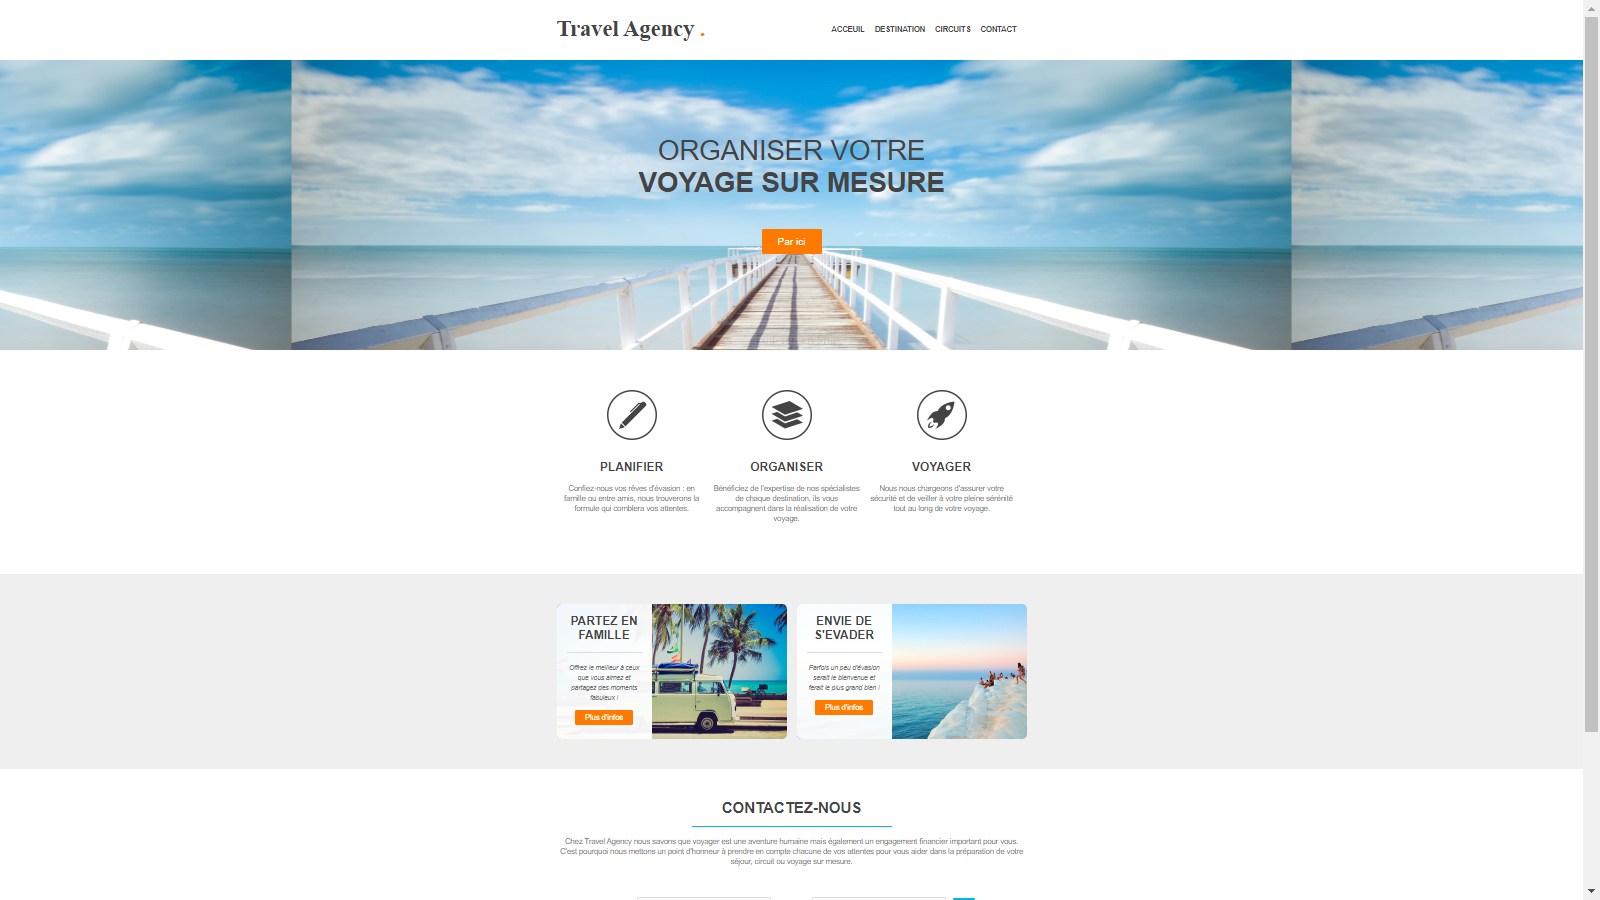 Travel Agency .
ACCEUIL DESTINATION CIRCUITS CONTACT
ORGANISER VOTRE
VOYAGE SUR MESURE
Par ici
PLANIFIER
Confiez-nous vos rêves d'évasion : en
famille ou entre amis, nous trouverons la
formule qui comblera vos attentes.
ORGANISER
Bénéficiez de l'expertise de nos spécialistes
de chaque destination, ils vous
accompagnent dans la réalisation de votre
voyage.
VOYAGER
Nous nous chargeons d'assurer votre
sécurité et de veiller à votre pleine sérénité
tout au long de votre voyage.
PARTEZ EN
FAMILLE
Offrez le meilleur à ceux
que vous aimez et
partagez des moments
fabuleux !
Plus d'infos
ENVIE DE
S'EVADER
Parfois un peu d'évasion
serait le bienvenue et
ferait le plus grand bien !
Plus d'infos
CONTACTEZ-NOUS
Chez Travel Agency nous savons que voyager est une aventure humaine mais également un engagement financier important pour vous.
C'est pourquoi nous mettons un point d'honneur à prendre en compte chacune de vos attentes pour vous aider dans la préparation de votre
séjour, circuit ou voyage sur mesure.